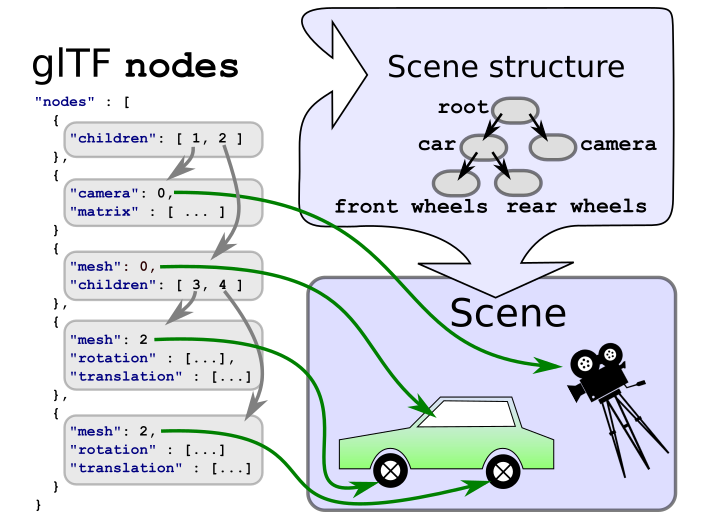 glTF nodes
"nodes" : [
{
"children": [ 1, 2 ]
},
{
"camera": 0,
"matrix" : [ ... ]
}
{
"mesh": 0,
"children": [ 3, 4 ]
},
{
"mesh": 2
"rotation" : [...],
"translation" : [...]
},
{
"mesh": 2,
"rotation" : [...]
"translation" : [...]
}
}
Scene structure
root
car
camera
front wheels
rear wheels
Scene